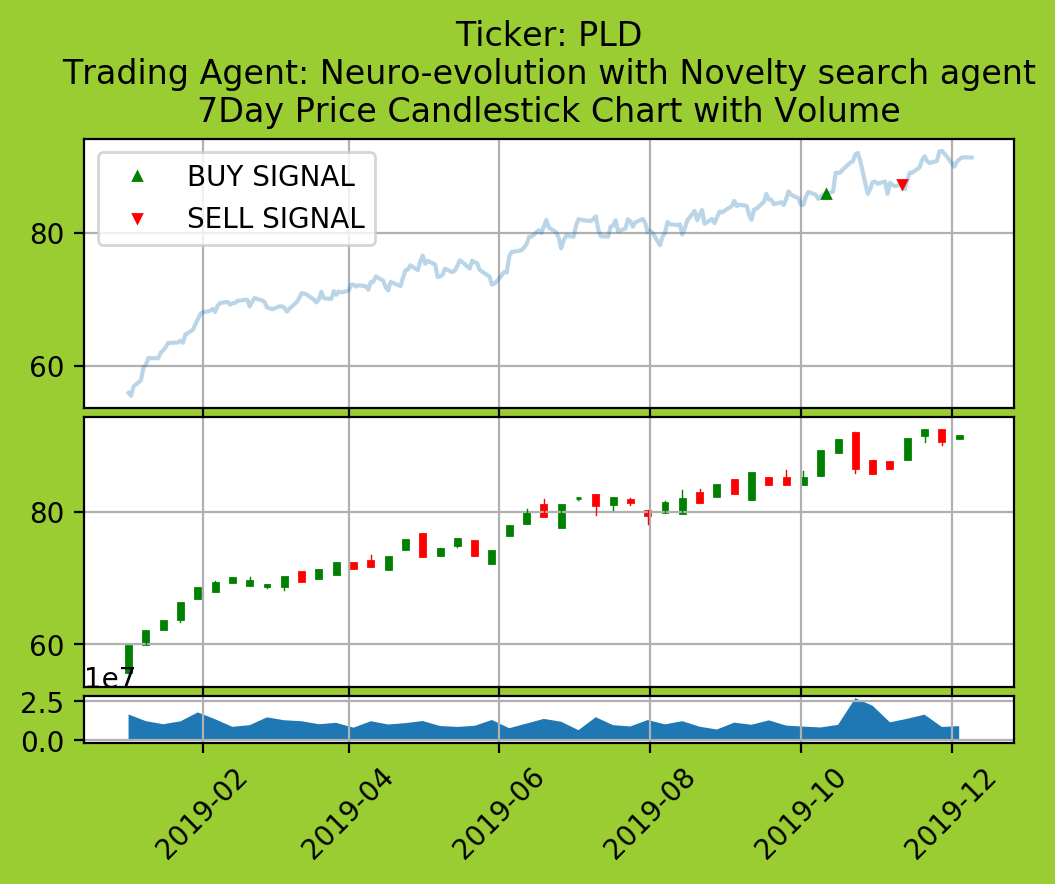 Ticker: PLD
Trading Agent: Neuro-evolution with Novelty search agent
7Day Price Candlestick Chart with Volume
BUY SIGNAL
SELL SIGNAL
80
60
80
60
1e7
2.5
0.0
2019-02
2019-04
2019-06
2019-08
2019-10
2019-12